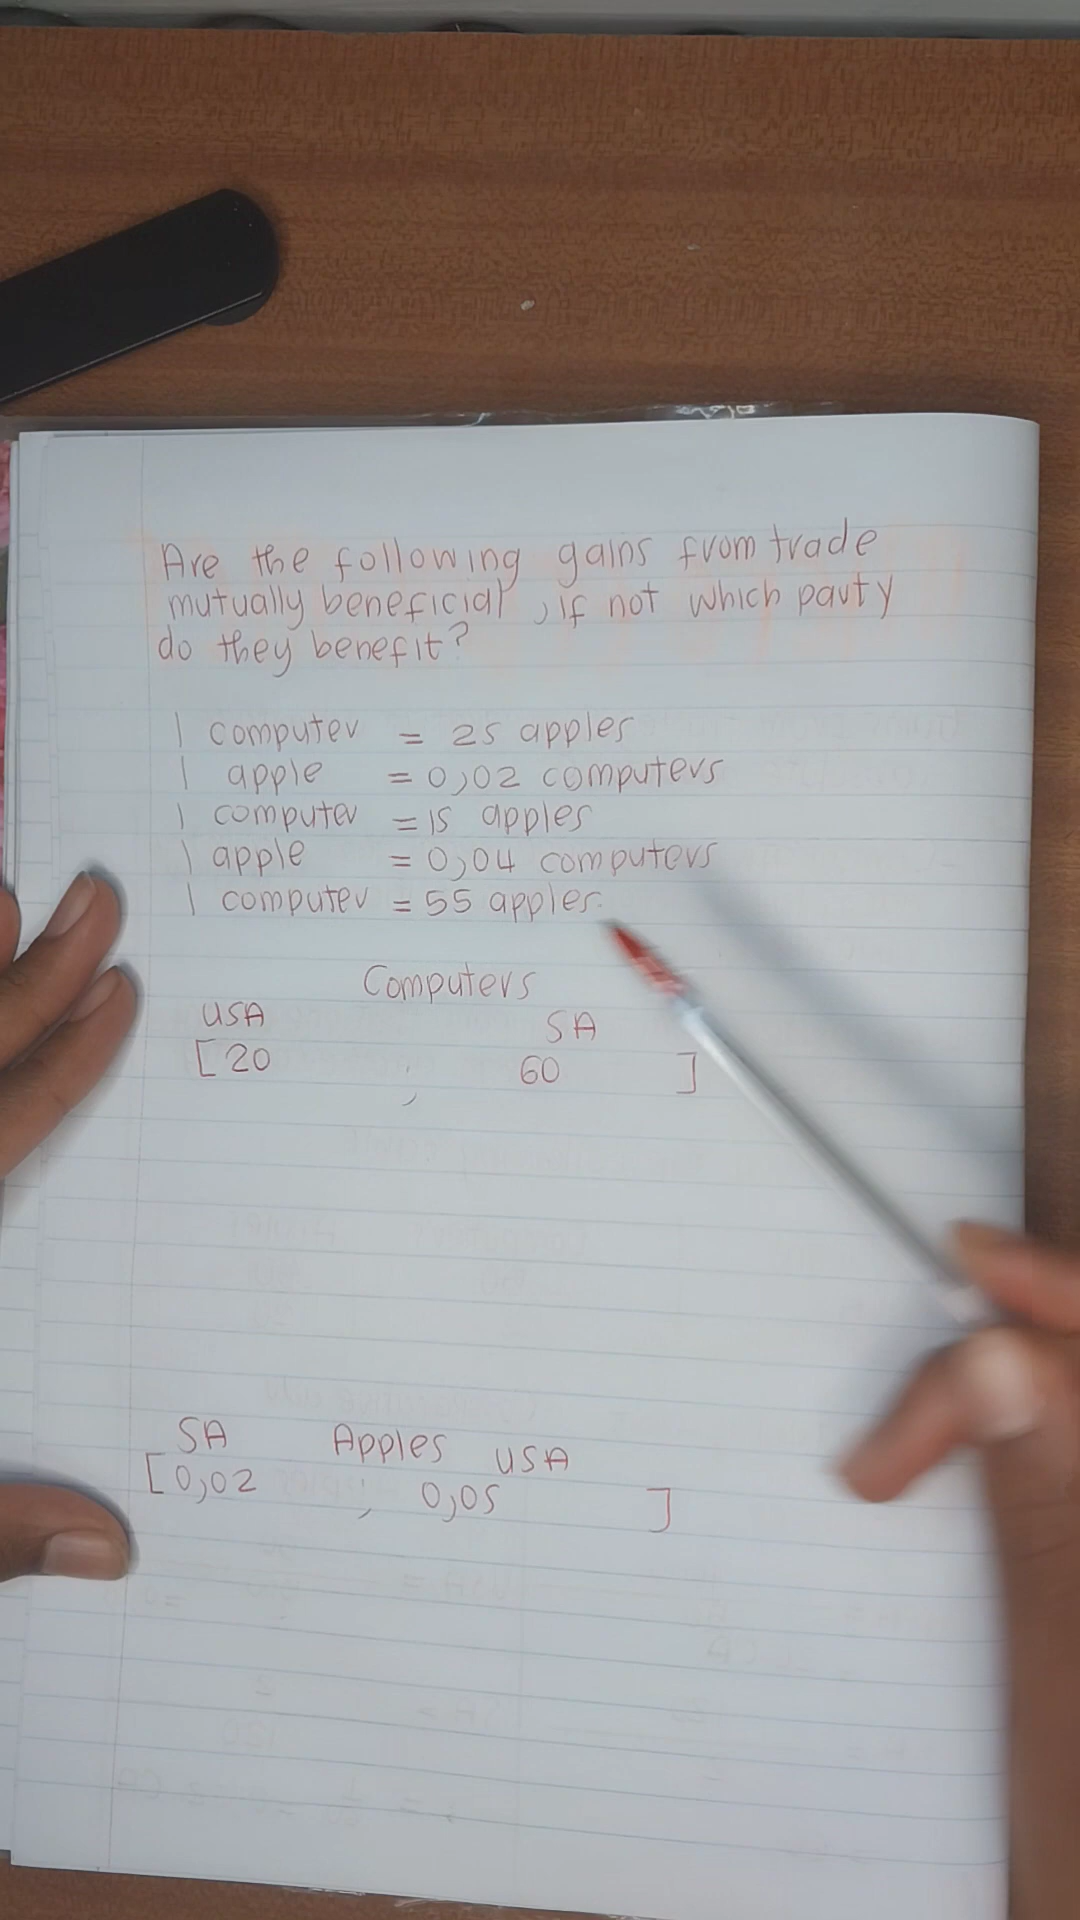 Are the following gains from trade
mutually beneficial, if not which party
do they benefit?
1 computer = 25 apples
1 apple = 0,02 computers
1 computer = 15 apples
1 apple = 0,04 computers
1 computer = 55 apples.
Computers
USA SA
[20 ; 60 ]
SA Apples USA
[0,02 ; 0,05 ]